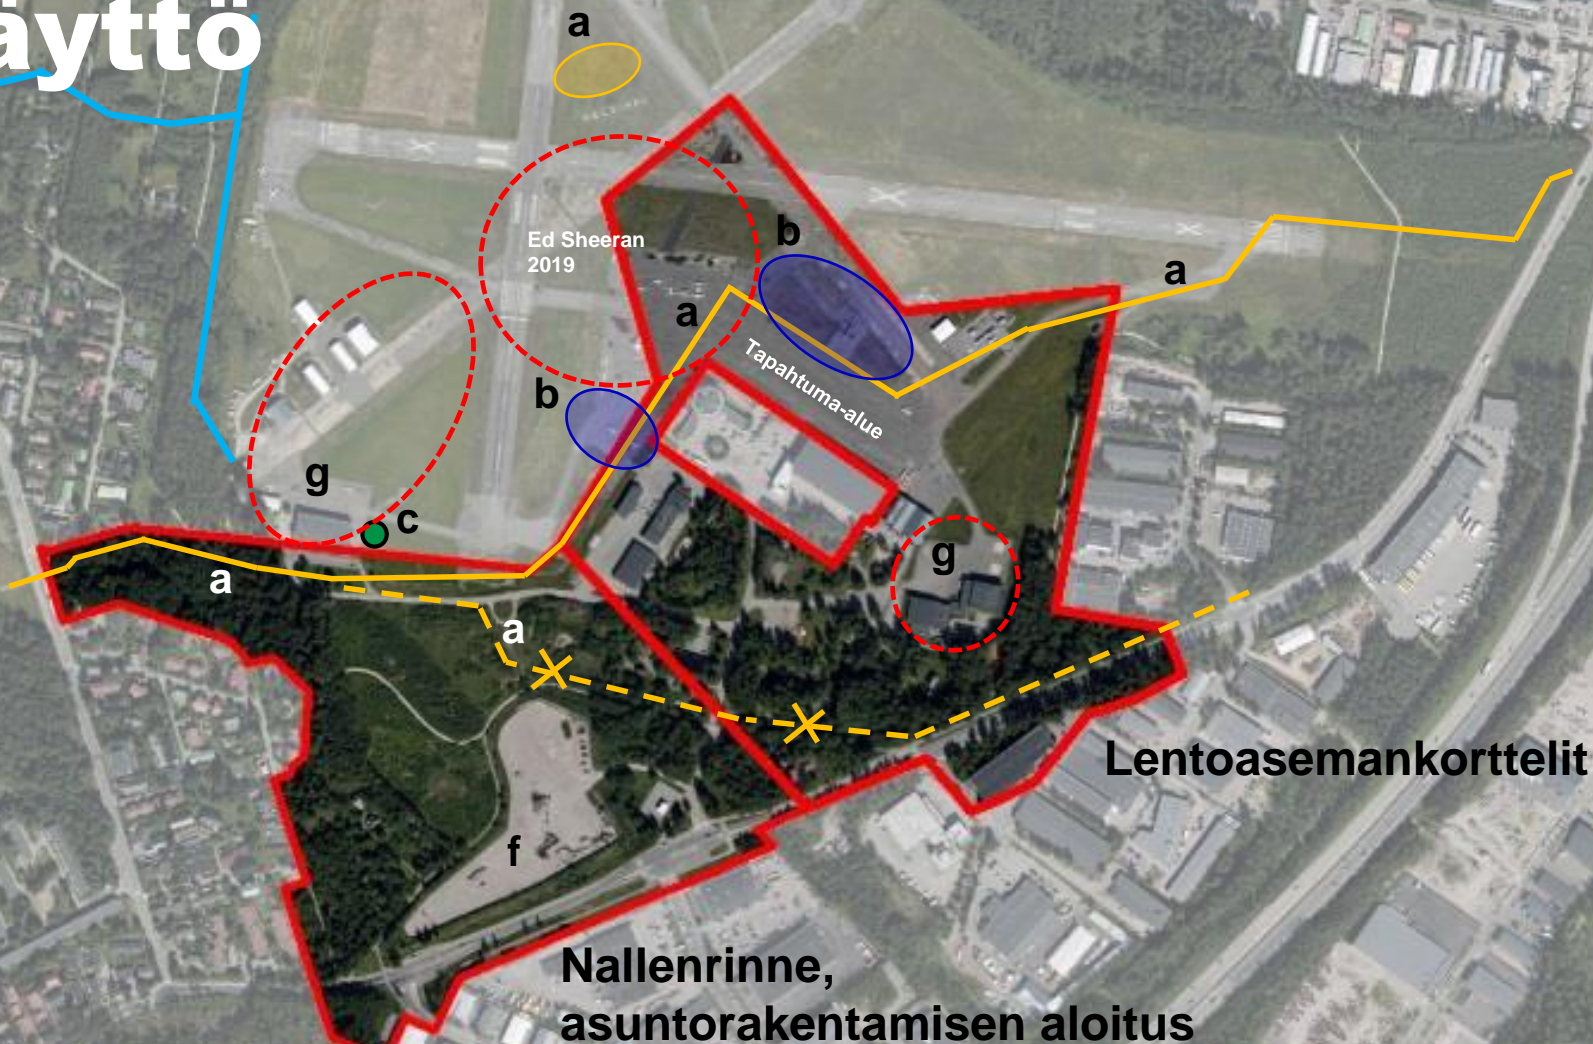 äyttö
a
b
Ed Sheeran
2019
a
a
Tapahtuma-alue
b
g
c
g
a
a
Lentoasemankorttelit
f
Nallenrinne,
asuntorakentamisen aloitus